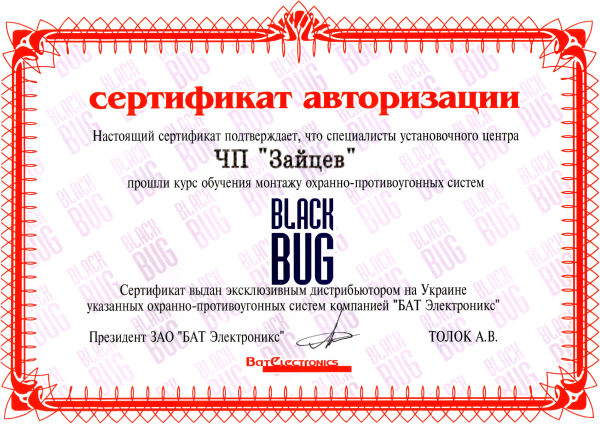 сертификат авторизации
Настоящий сертификат подтверждает, что специалисты установочного центра
ЧП "Зайцев"
прошли курс обучения монтажу охранно-противоугонных систем
BLACK
BUG
Сертификат выдан эксклюзивным дистрибьютором на Украине
указанных охранно-противоугонных систем компанией "БАТ Электроникс"
Президент ЗАО "БАТ Электроникс" ТОЛОК А.В.
BatElectronics